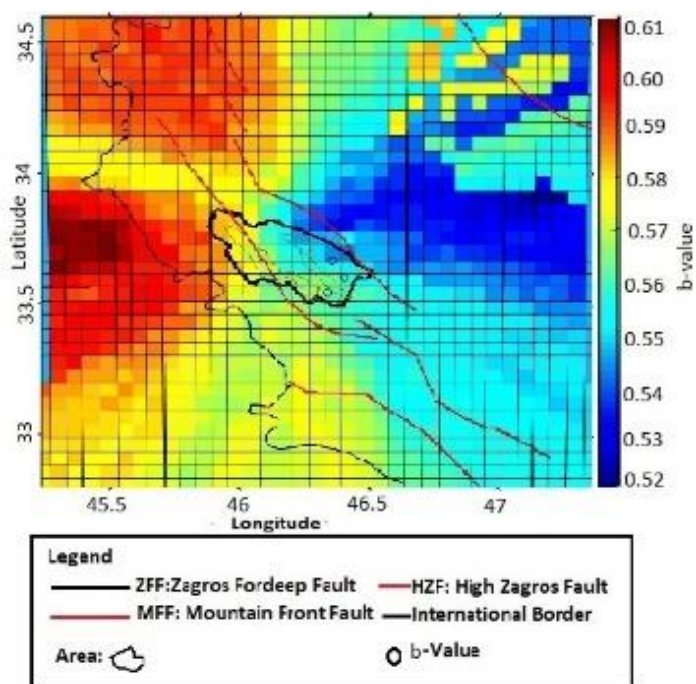 34.5
34
33.5
33
Latitude
45.5
46
46.5
47
Longitude
0.61
0.60
0.59
0.58
0.57
0.56
0.55
0.54
0.53
0.52
b-value
Legend
ZFF:Zagros Fordeep Fault
HZF: High Zagros Fault
MFF: Mountain Front Fault
International Border
Area:
b-Value